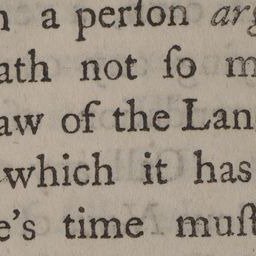 n a perſon arg
ath not ſo m
aw of the Lan
which it has
e's time muſt